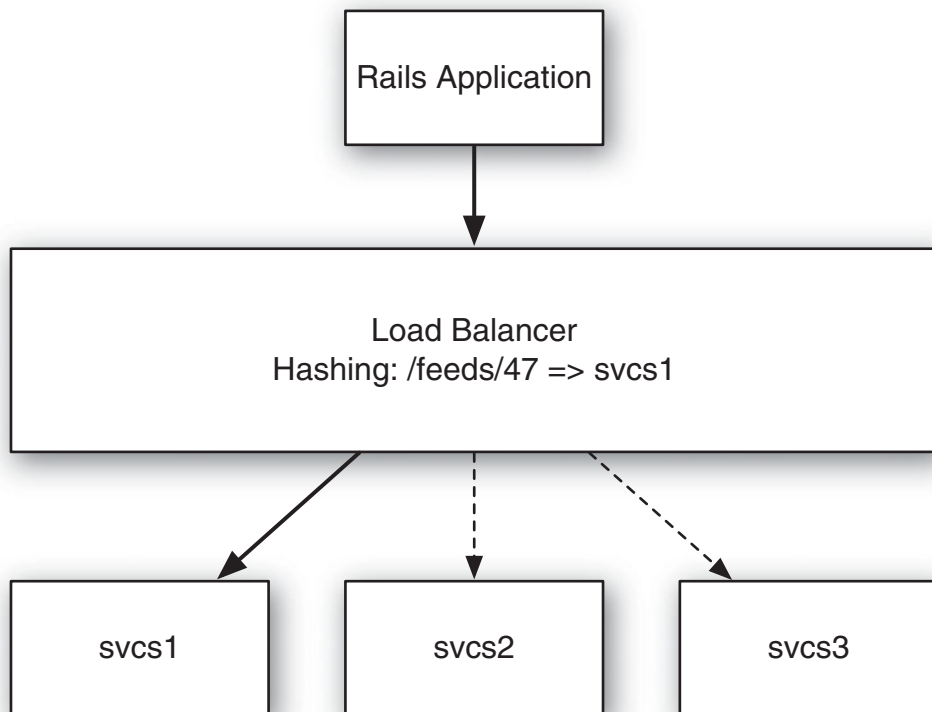 Rails Application
Load Balancer
Hashing: /feeds/47 => svcs1
svcs1
svcs2
svcs3